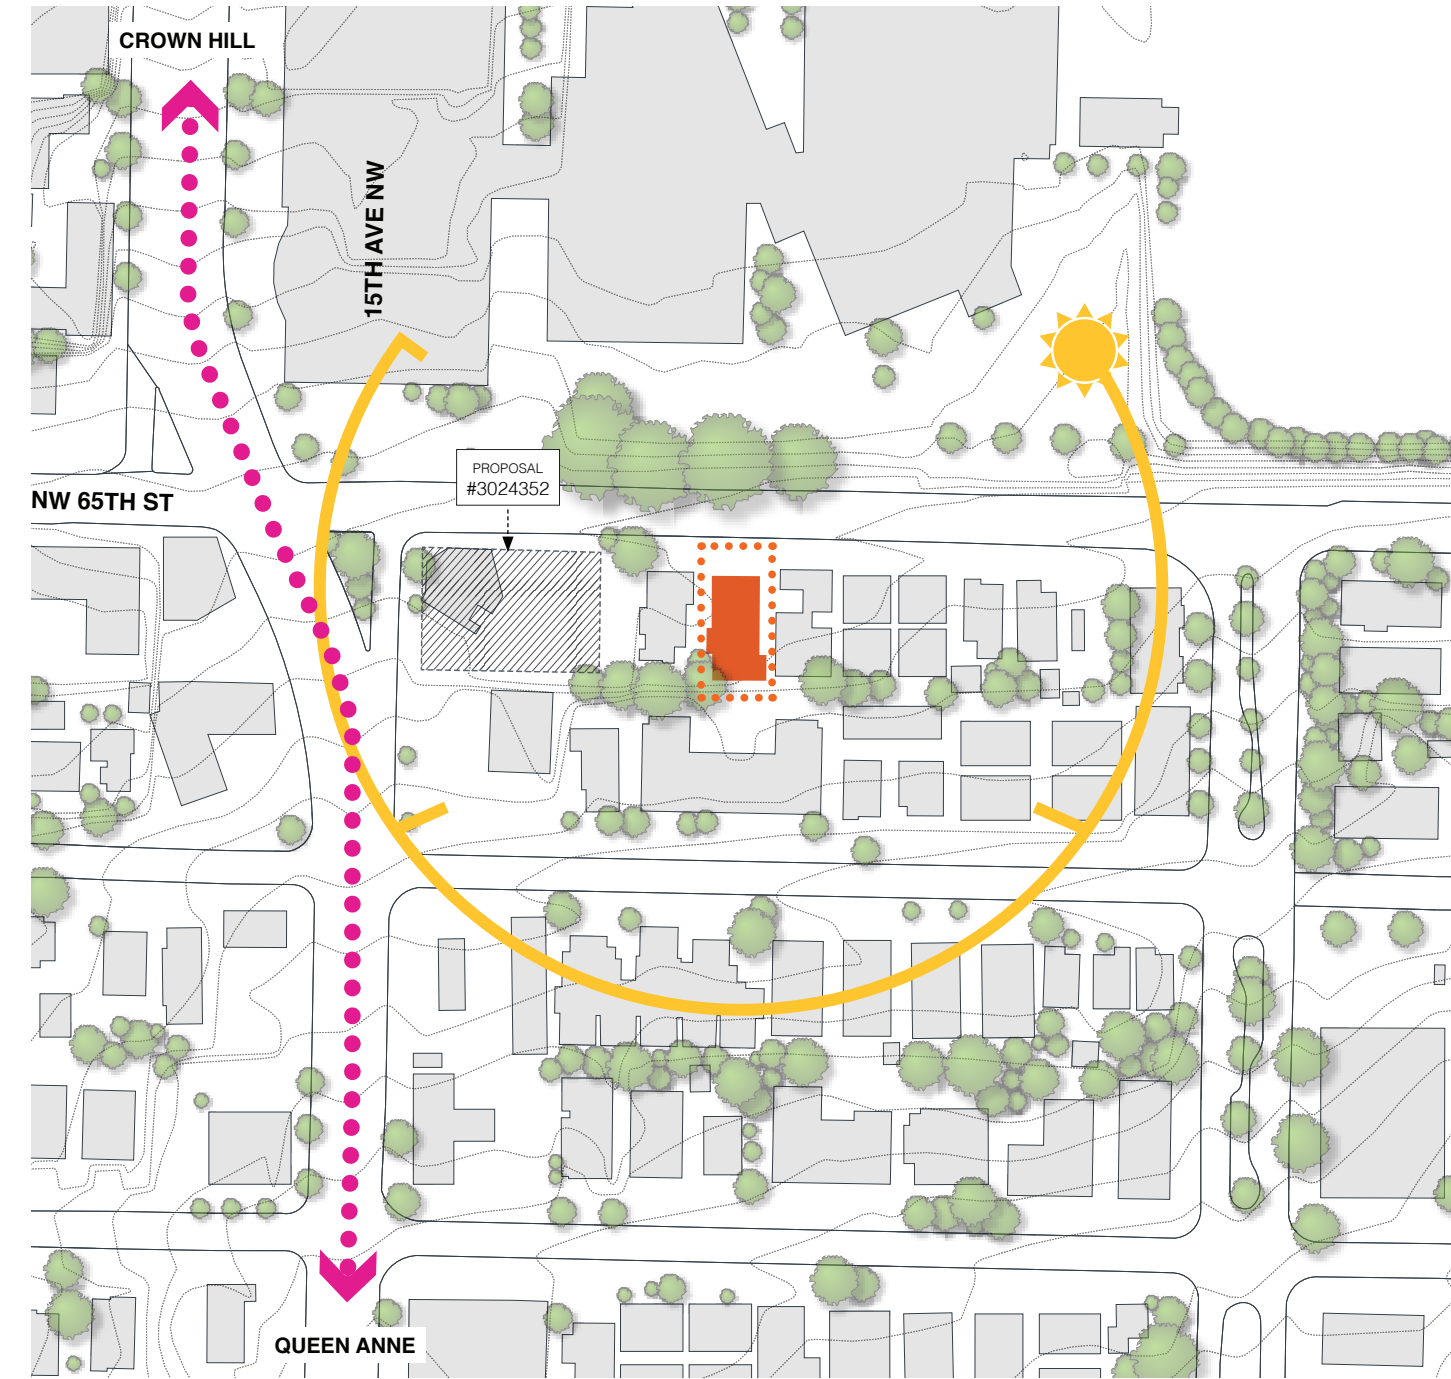 CROWN HILL
15TH AVE NW
PROPOSAL
#3024352
NW 65TH ST
QUEEN ANNE